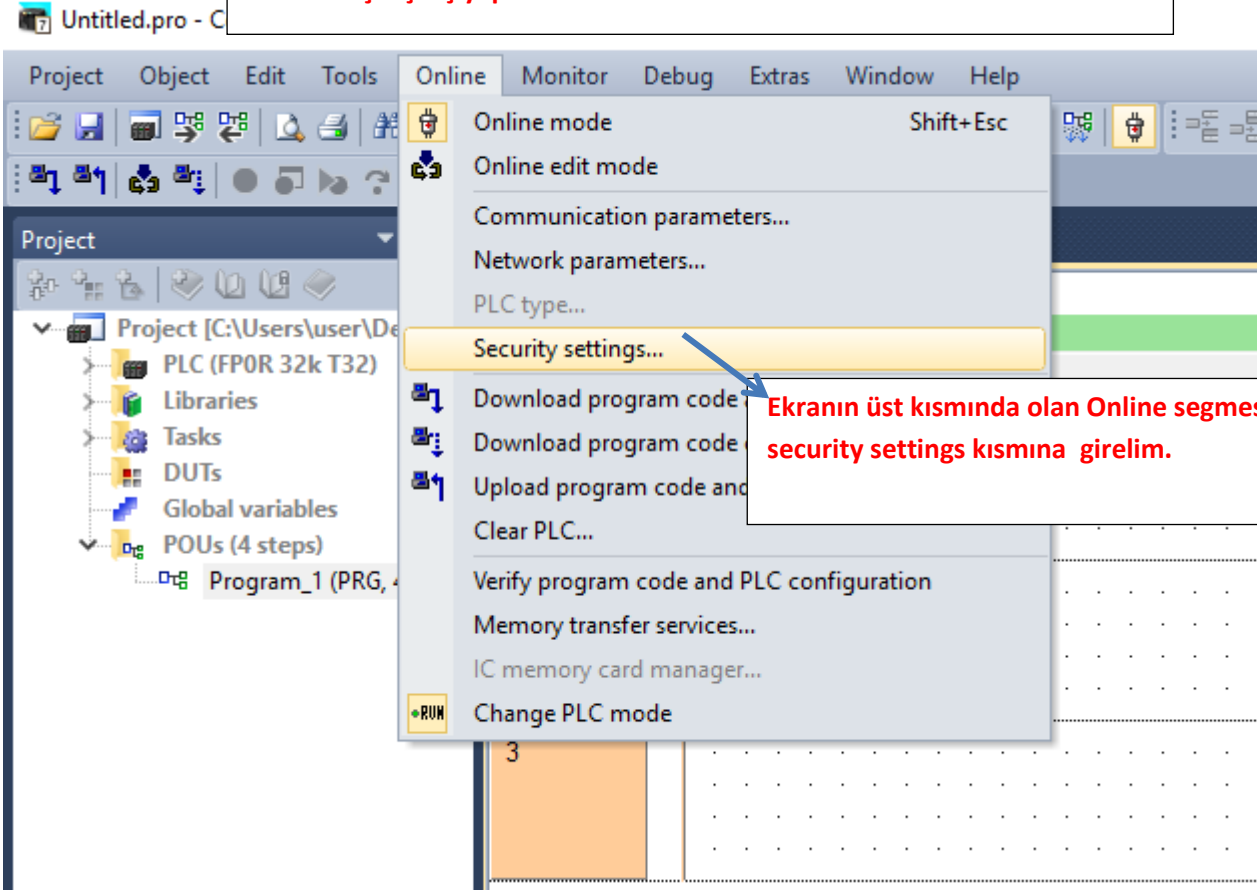 Untitled.pro - C
Project Object Edit Tools Online Monitor Debug Extras Window Help
Online mode Shift+Esc
Online edit mode
Communication parameters...
Network parameters...
PLC type...
Security settings...
Download program code
Download program code
Upload program code and
Clear PLC...
Verify program code and PLC configuration
Memory transfer services...
IC memory card manager...
RUN Change PLC mode
Project
Project [C:\Users\user\De
PLC (FP0R 32k T32)
Libraries
Tasks
DUTs
Global variables
POUs (4 steps)
Program_1 (PRG, 4
Ekranın üst kısmında olan Online segmes
security settings kısmına girelim.
3